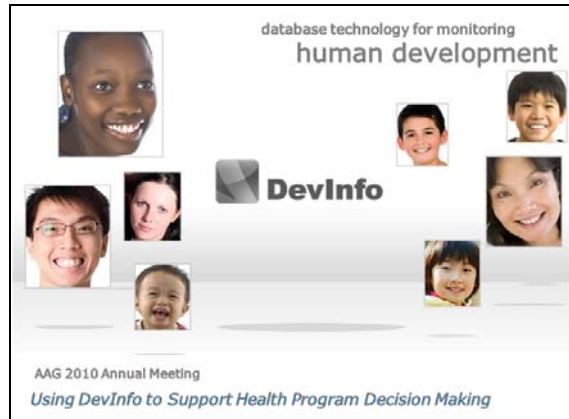 database technology for monitoring
human development
DevInfo
AAG 2010 Annual Meeting
Using DevInfo to Support Health Program Decision Making